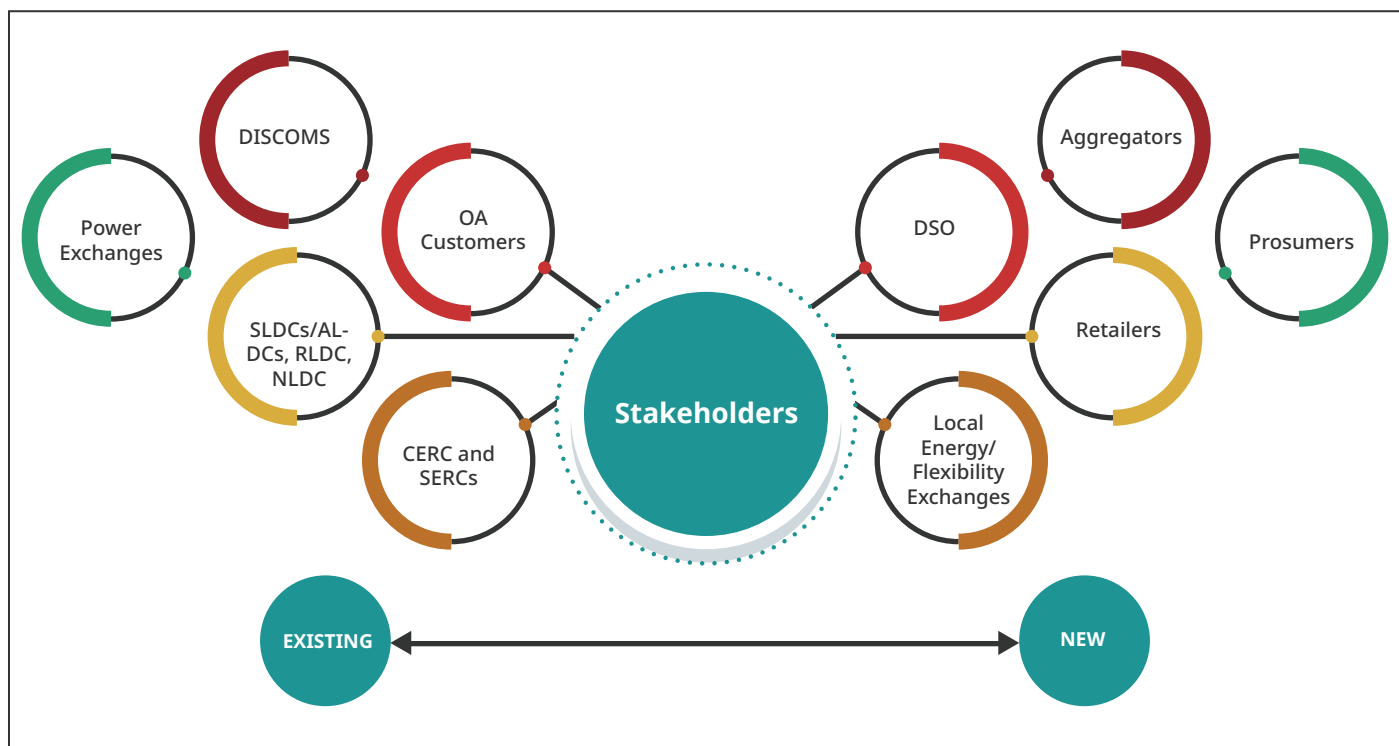 DISCOMS
Power
Exchanges
OA
Customers
SLDCs/AL-
DCs, RLDC,
NLDC
CERC and
SERCs
Stakeholders
Aggregators
DSO
Prosumers
Retailers
Local
Energy/
Flexibility
Exchanges
EXISTING
NEW